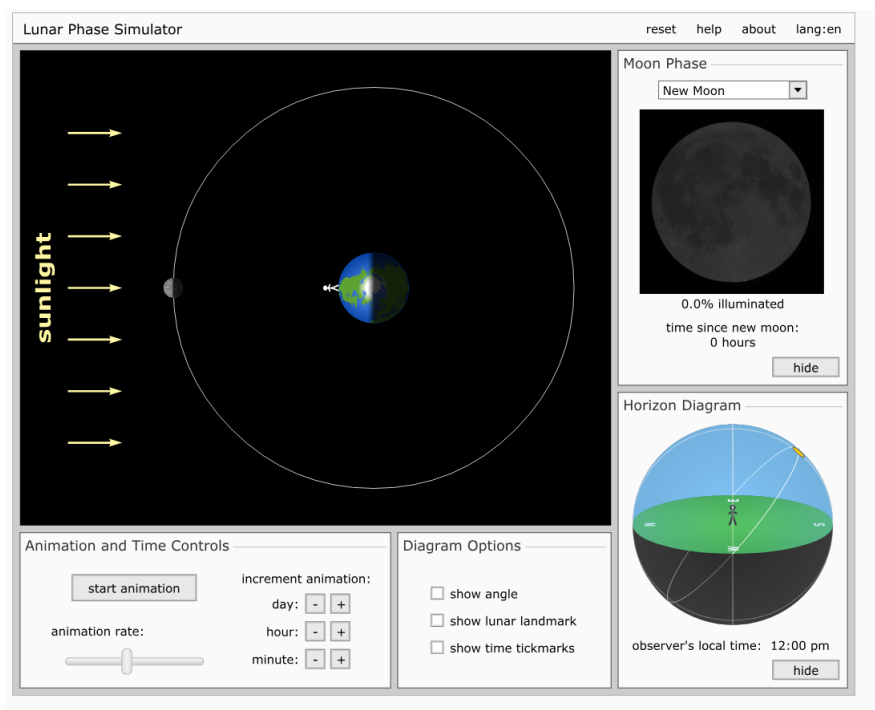 Lunar Phase Simulator
reset help about lang:en
sunlight
Moon Phase
New Moon
0.0% illuminated
time since new moon:
0 hours
hide
Horizon Diagram
N
E
S
W
observer's local time: 12:00 pm
hide
Animation and Time Controls
start animation
animation rate:
increment animation:
day: - +
hour: - +
minute: - +
Diagram Options
show angle
show lunar landmark
show time tickmarks